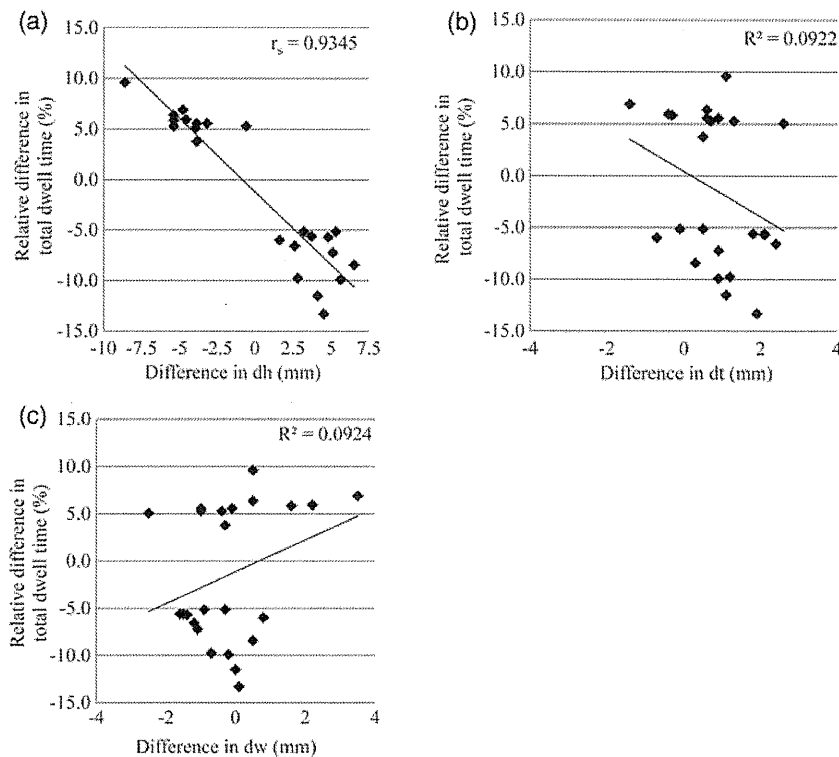 (a)
15.0
10.0
5.0
0.0
-5.0
-10.0
-15.0
r_s = 0.9345
Relative difference in
total dwell time (%)
-10 -7.5 -5 -2.5 0 2.5 5 7.5
Difference in dh (mm)
(b)
15.0
10.0
5.0
0.0
-5.0
-10.0
-15.0
R² = 0.0922
Relative difference in
total dwell time (%)
-4 -2 0 2 4
Difference in dt (mm)
(c)
15.0
10.0
5.0
0.0
-5.0
-10.0
-15.0
R² = 0.0924
Relative difference in
total dwell time (%)
-4 -2 0 2 4
Difference in dw (mm)